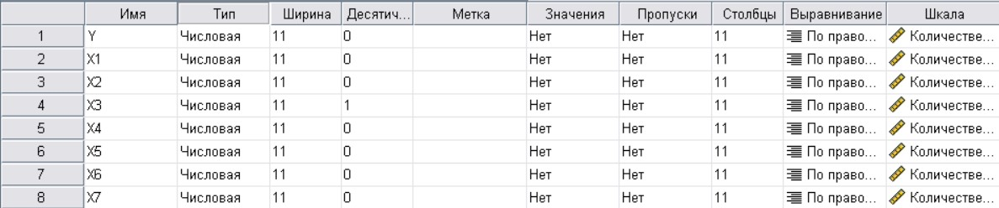 Имя Тип Ширина Десятич... Метка Значения Пропуски Столбцы Выравнивание Шкала
1 Y Числовая 11 0 Нет Нет 11 По право... Количестве...
2 X1 Числовая 11 0 Нет Нет 11 По право... Количестве...
3 X2 Числовая 11 0 Нет Нет 11 По право... Количестве...
4 X3 Числовая 11 1 Нет Нет 11 По право... Количестве...
5 X4 Числовая 11 0 Нет Нет 11 По право... Количестве...
6 X5 Числовая 11 0 Нет Нет 11 По право... Количестве...
7 X6 Числовая 11 0 Нет Нет 11 По право... Количестве...
8 X7 Числовая 11 0 Нет Нет 11 По право... Количестве...